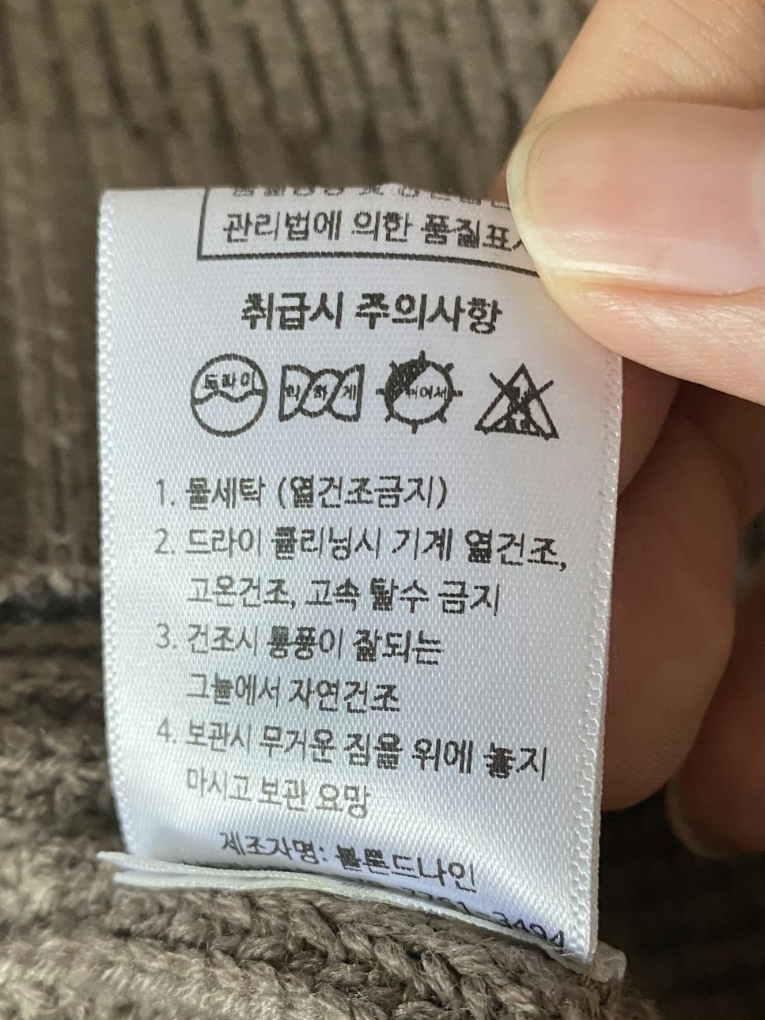 관리법에 의한 품질표
취급시 주의사항
드라이 약하게
1. 물세탁 (열건조금지)
2. 드라이 클리닝시 기계 열건조,
고온건조, 고속 탈수 금지
3. 건조시 통풍이 잘되는
그늘에서 자연건조
4. 보관시 무거운 짐을 위에 놓지
마시고 보관 요망
제조자명: 블론드나인